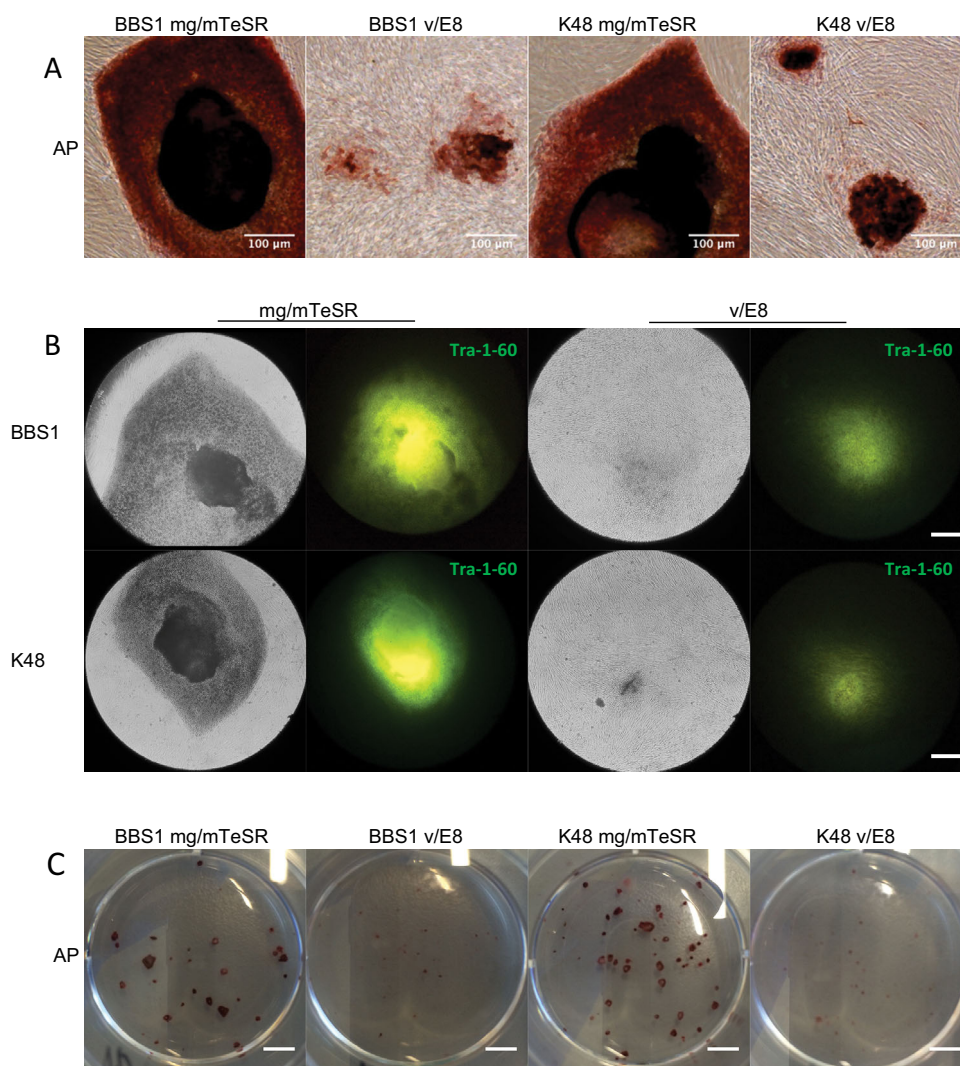 BBS1 mg/mTeSR BBS1 v/E8 K48 mg/mTeSR K48 v/E8
A
AP
100 µm 100 µm 100 µm 100 µm
mg/mTeSR v/E8
B
Tra-1-60 Tra-1-60
BBS1
Tra-1-60 Tra-1-60
K48
BBS1 mg/mTeSR BBS1 v/E8 K48 mg/mTeSR K48 v/E8
C
AP